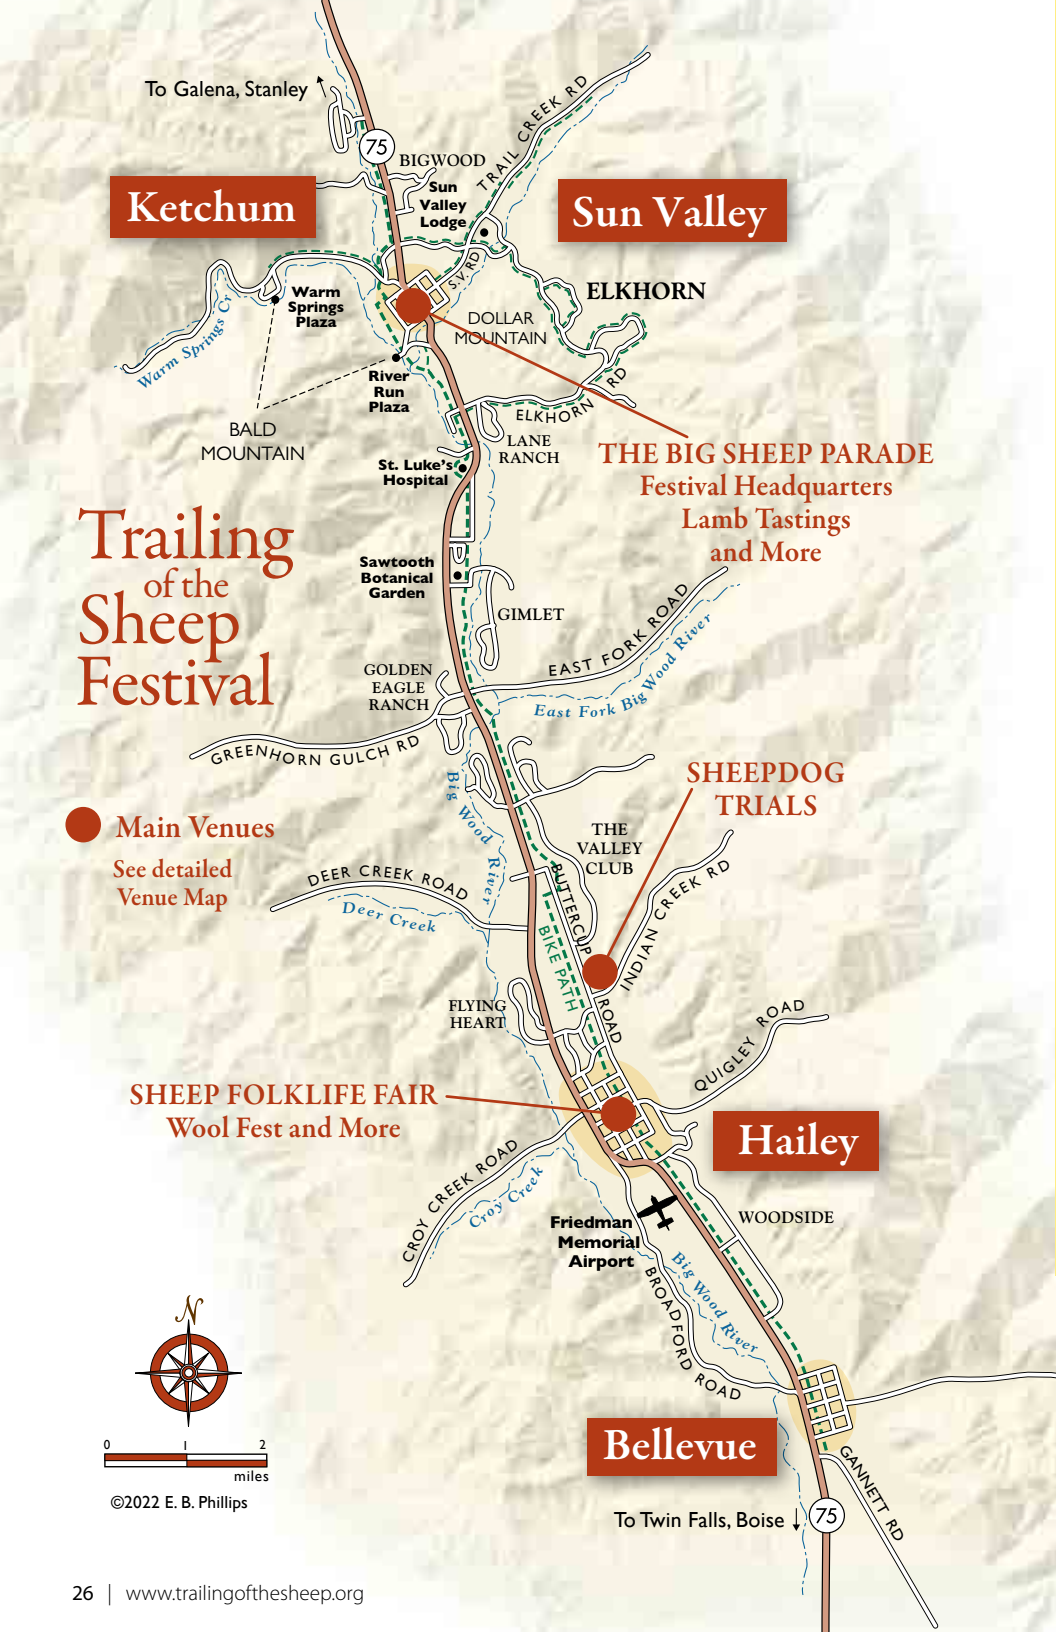 To Galena, Stanley
75
BIGWOOD
TRAIL CREEK RD
Sun
Valley
Lodge
Ketchum
Sun Valley
S.V. RD
ELKHORN
Warm
Springs
Plaza
DOLLAR
MOUNTAIN
Warm Springs Cr
River
Run
Plaza
ELKHORN RD
BALD
MOUNTAIN
LANE
RANCH
St. Luke's
Hospital
THE BIG SHEEP PARADE
Festival Headquarters
Lamb Tastings
and More
Trailing
of the
Sheep
Festival
Sawtooth
Botanical
Garden
GIMLET
EAST FORK ROAD
East Fork Big Wood River
GOLDEN
EAGLE
RANCH
GREENHORN GULCH RD
Big Wood River
SHEEPDOG
TRIALS
Main Venues
See detailed
Venue Map
THE
VALLEY
CLUB
DEER CREEK ROAD
Deer Creek
BUTTERCUP ROAD
BIKE PATH
INDIAN CREEK RD
FLYING
HEART
QUIGLEY ROAD
SHEEP FOLKLIFE FAIR
Wool Fest and More
Hailey
CROY CREEK ROAD
Croy Creek
Friedman
Memorial
Airport
WOODSIDE
Big Wood River
BROADFORD ROAD
N
0 1 2
miles
©2022 E. B. Phillips
Bellevue
GANNETT RD
To Twin Falls, Boise
75
26 | www.trailingofthesheep.org